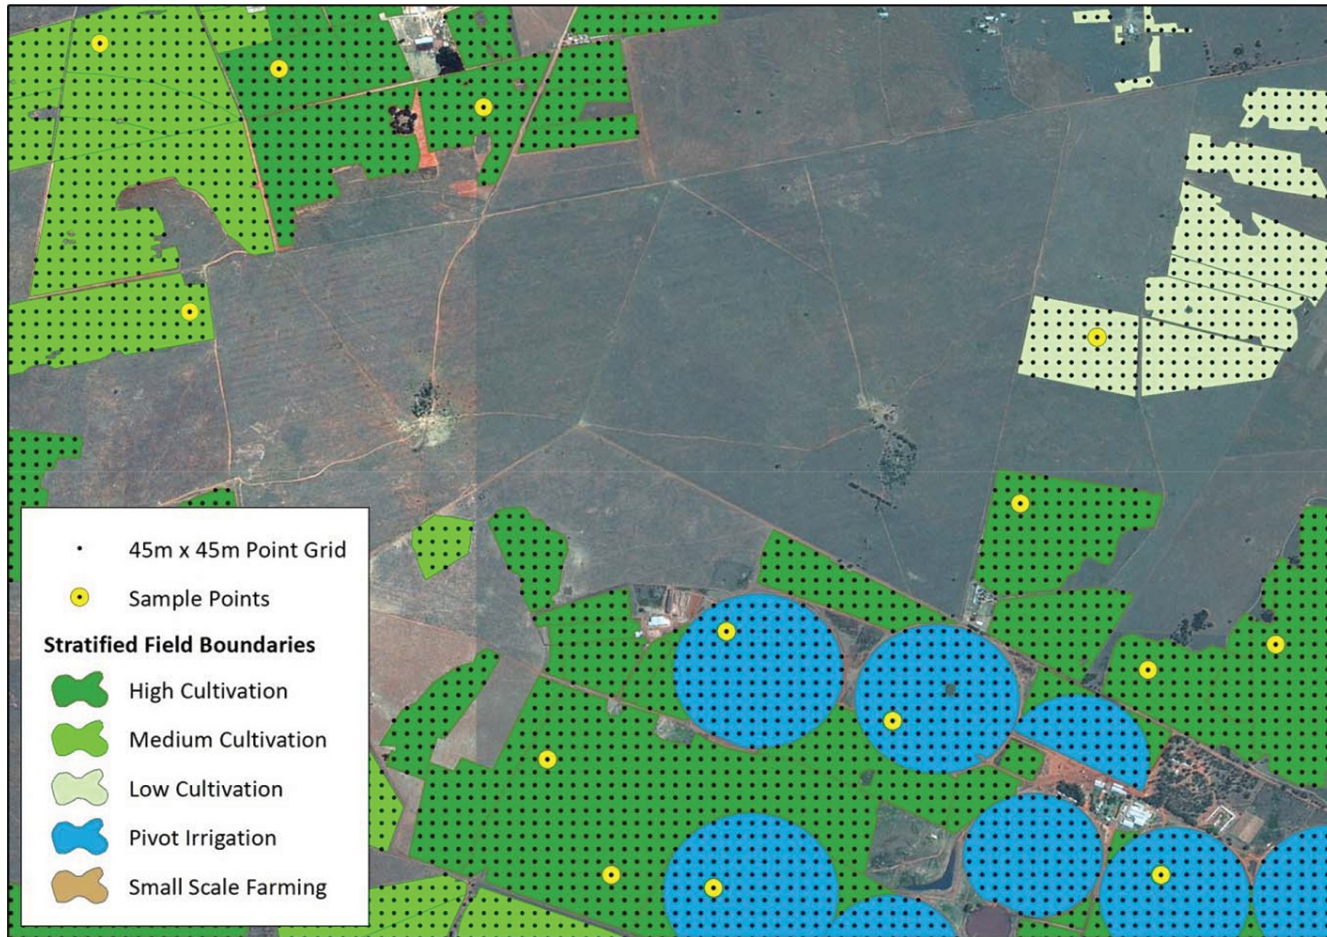 45m x 45m Point Grid
Sample Points
Stratified Field Boundaries
High Cultivation
Medium Cultivation
Low Cultivation
Pivot Irrigation
Small Scale Farming